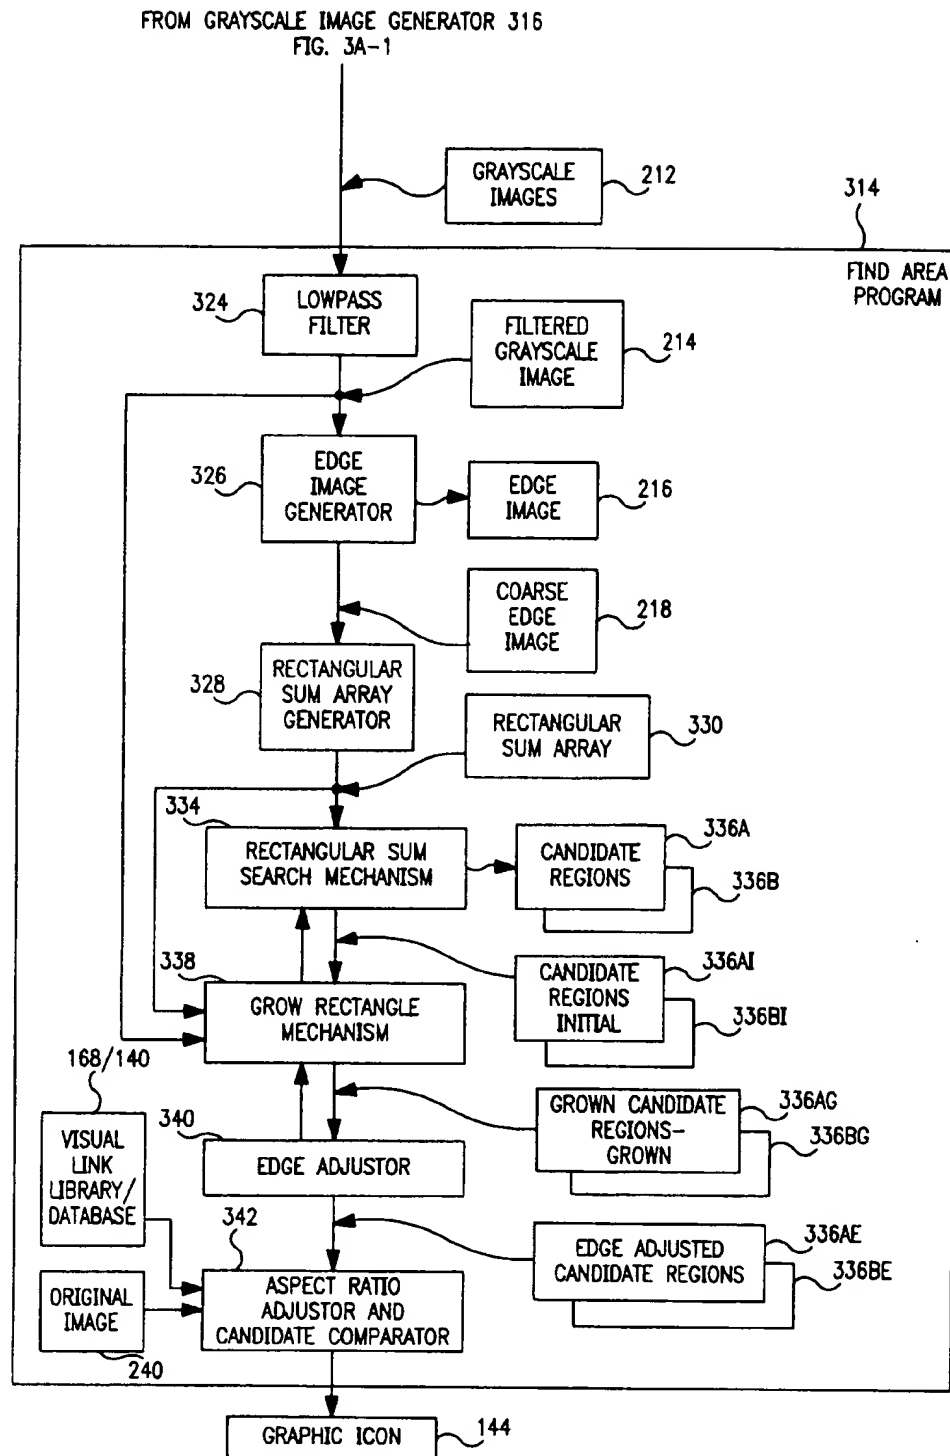 FROM GRAYSCALE IMAGE GENERATOR 316
FIG. 3A-1
GRAYSCALE
IMAGES
212
314
FIND AREA
PROGRAM
324
LOWPASS
FILTER
FILTERED
GRAYSCALE
IMAGE
214
326
EDGE
IMAGE
GENERATOR
EDGE
IMAGE
216
COARSE
EDGE
IMAGE
218
328
RECTANGULAR
SUM ARRAY
GENERATOR
RECTANGULAR
SUM ARRAY
330
334
RECTANGULAR SUM
SEARCH MECHANISM
CANDIDATE
REGIONS
336A
336B
338
GROW RECTANGLE
MECHANISM
CANDIDATE
REGIONS
INITIAL
336AI
336BI
168/140
VISUAL
LINK
LIBRARY/
DATABASE
340
EDGE ADJUSTOR
GROWN CANDIDATE
REGIONS-
GROWN
336AG
336BG
342
ASPECT RATIO
ADJUSTOR AND
CANDIDATE COMPARATOR
EDGE ADJUSTED
CANDIDATE REGIONS
336AE
336BE
ORIGINAL
IMAGE
240
GRAPHIC ICON
144